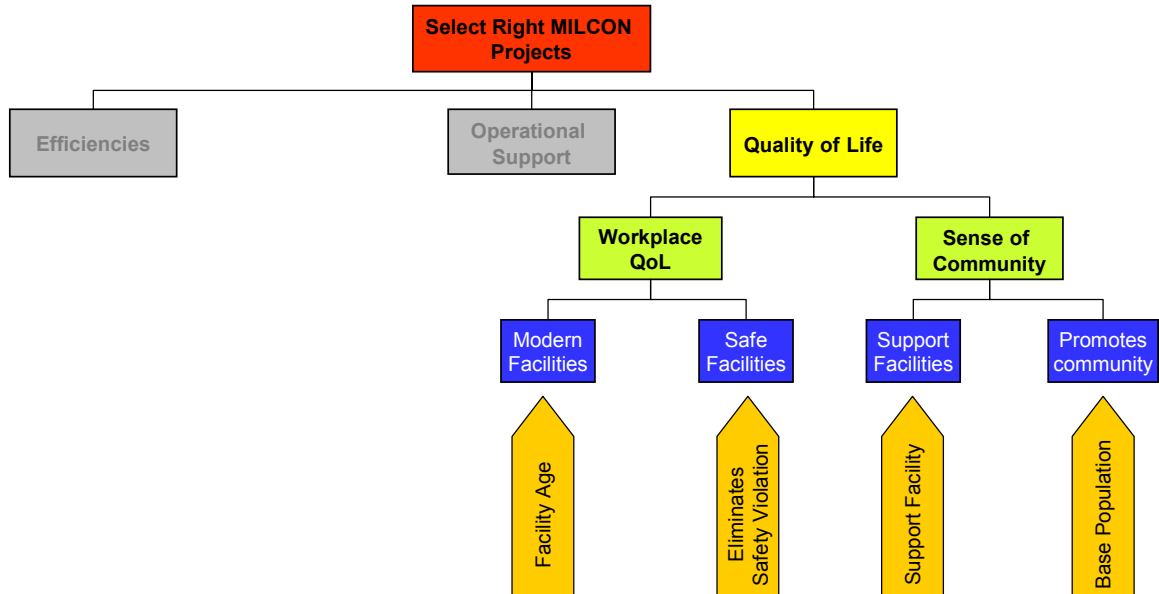 Select Right MILCON
Projects
Efficiencies
Operational
Support
Quality of Life
Workplace
QoL
Sense of
Community
Modern
Facilities
Safe
Facilities
Support
Facilities
Promotes
community
Facility Age
Eliminates
Safety Violation
Support Facility
Base Population